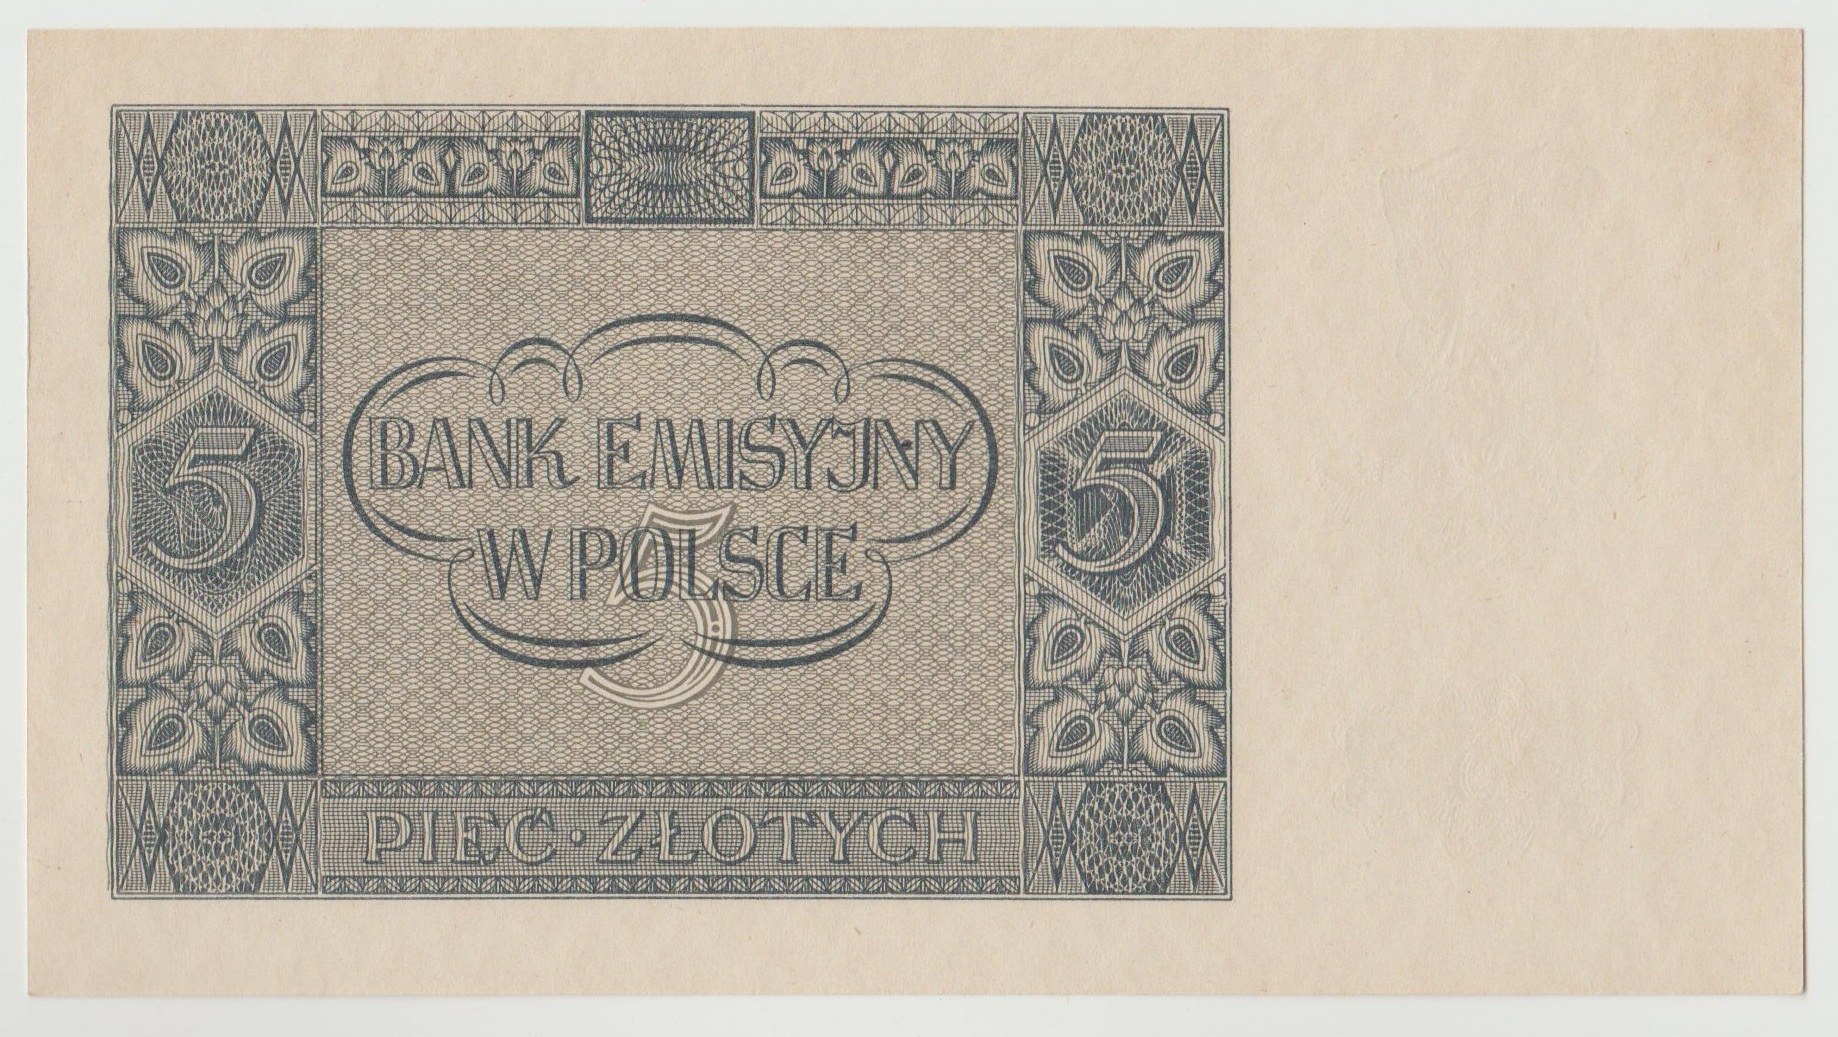 BANK EMISYJNY
5 5
W POLSCE
5
PIĘĆ · ZŁOTYCH